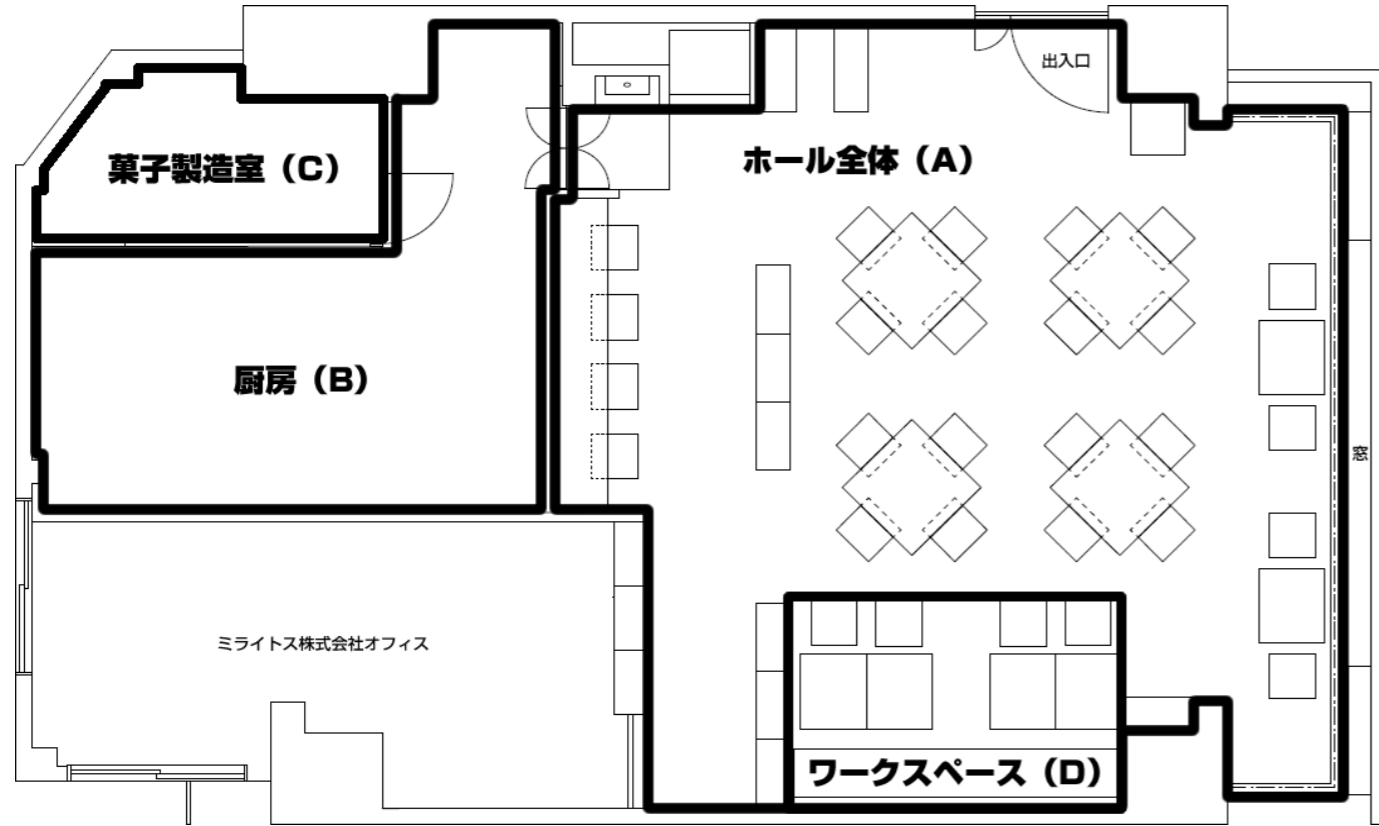 出入口
菓子製造室（C）
ホール全体（A）
厨房（B）
窓
ミライトス株式会社オフィス
ワークスペース（D）